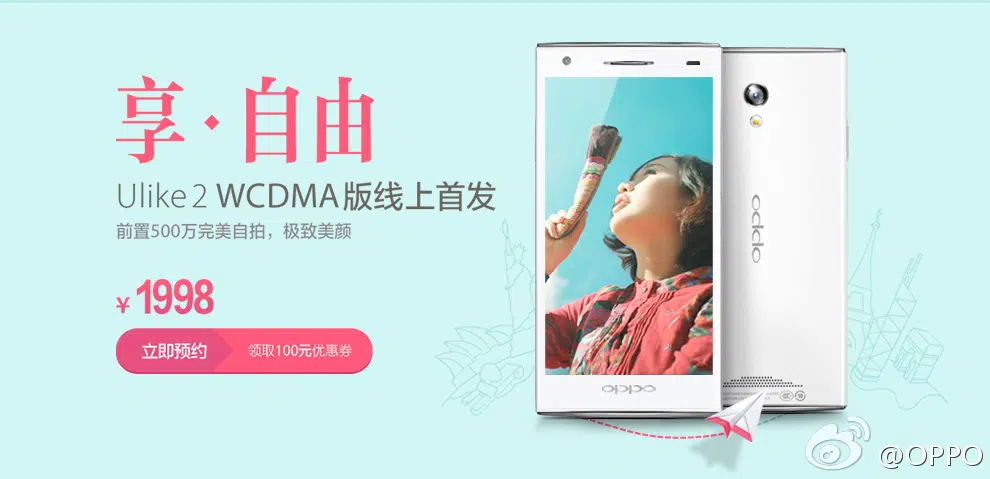 享·自由
Ulike 2 WCDMA版线上首发
前置500万完美自拍，极致美颜
¥ 1998
立即预约 领取100元优惠券
oppo
oppo
@OPPO